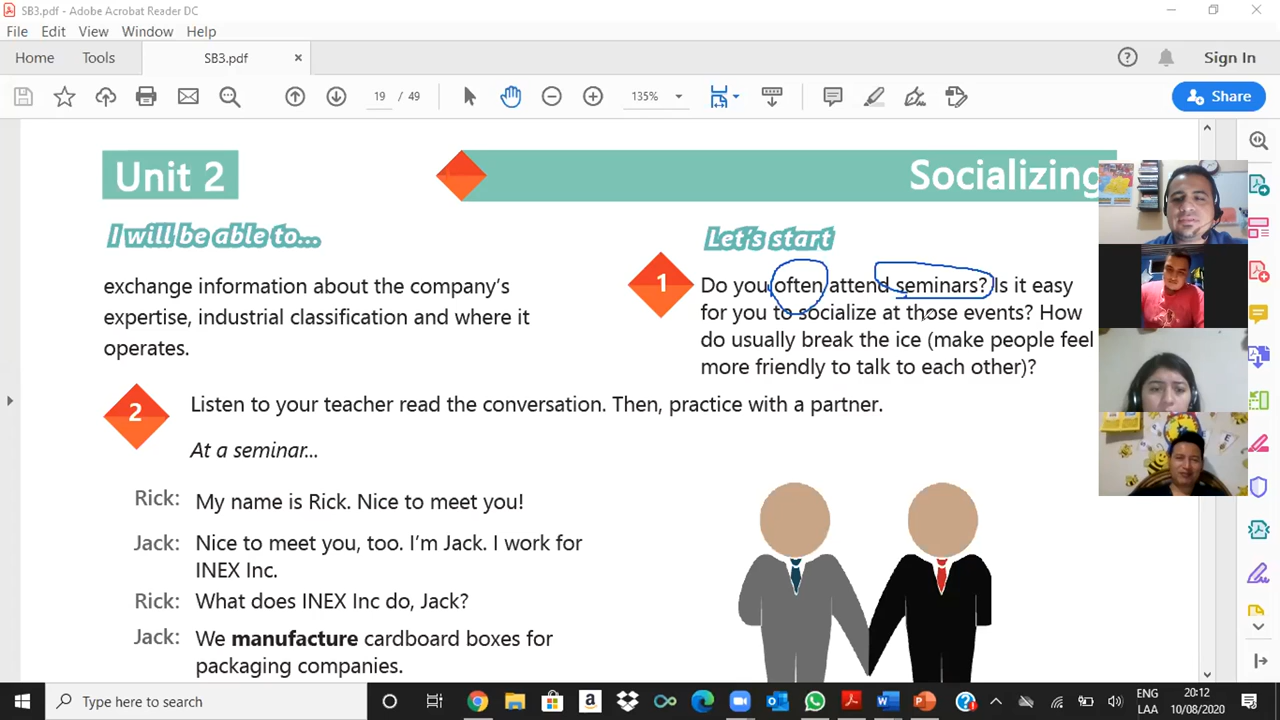 SB3.pdf - Adobe Acrobat Reader DC
File Edit View Window Help
Home Tools SB3.pdf × Sign In
19 / 49 135% Share
Unit 2 Socializing
I will be able to...
exchange information about the company's
expertise, industrial classification and where it
operates.
Let's start
1 Do you often attend seminars? Is it easy
for you to socialize at those events? How
do usually break the ice (make people feel
more friendly to talk to each other)?
2 Listen to your teacher read the conversation. Then, practice with a partner.
At a seminar...
Rick: My name is Rick. Nice to meet you!
Jack: Nice to meet you, too. I'm Jack. I work for
INEX Inc.
Rick: What does INEX Inc do, Jack?
Jack: We manufacture cardboard boxes for
packaging companies.
Type here to search
ENG 20:12
LAA 10/08/2020